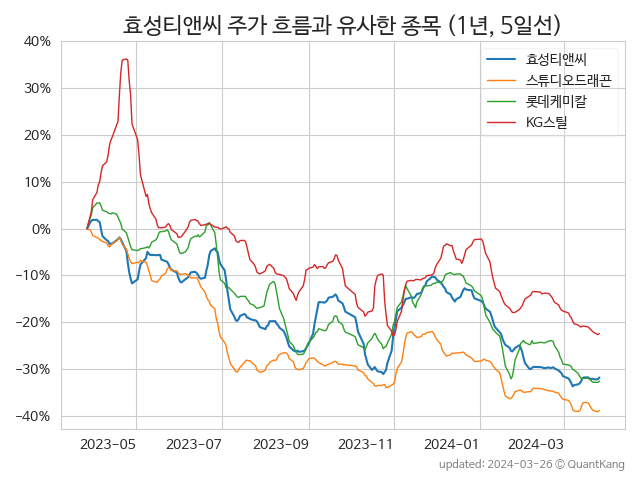 효성티앤씨 주가 흐름과 유사한 종목 (1년, 5일선)
40%
30%
20%
10%
0%
−10%
−20%
−30%
−40%
효성티앤씨
스튜디오드래곤
롯데케미칼
KG스틸
2023-05
2023-07
2023-09
2023-11
2024-01
2024-03
updated: 2024-03-26 © QuantKang